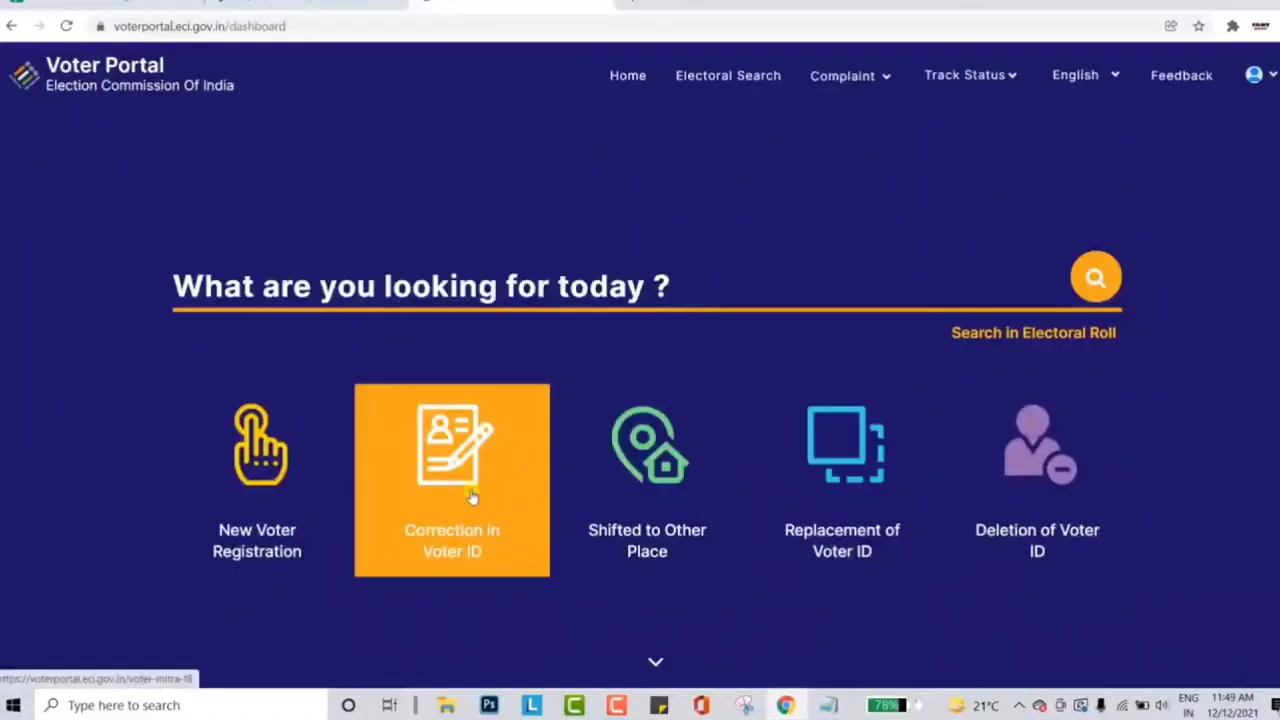 voterportal.eci.gov.in/dashboard
Voter Portal
Election Commission Of India
Home
Electoral Search
Complaint
Track Status
English
Feedback
What are you looking for today ?
Search in Electoral Roll
New Voter
Registration
Correction in
Voter ID
Shifted to Other
Place
Replacement of
Voter ID
Deletion of Voter
ID
https://voterportal.eci.gov.in/voter-mitra-f8
Type here to search
Ps
L
C
C
78%
21°C
ENG
IN
11:49 AM
12/12/2021